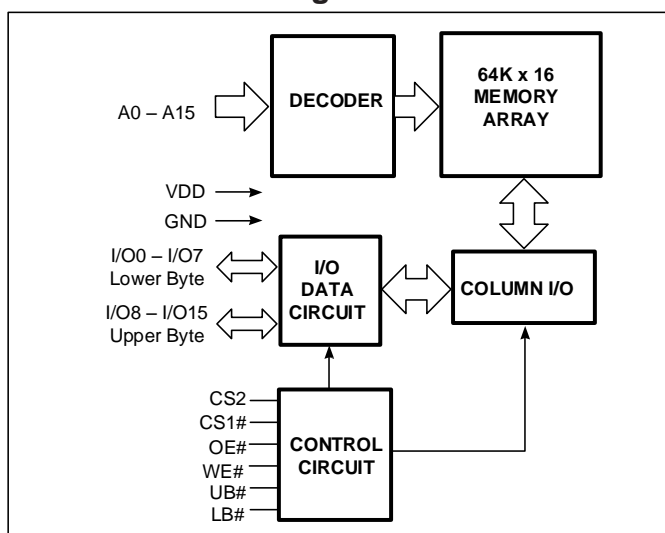 DECODER
64K x 16
MEMORY
ARRAY
A0 – A15
VDD
GND
I/O0 – I/O7
Lower Byte
I/O8 – I/O15
Upper Byte
I/O
DATA
CIRCUIT
COLUMN I/O
CS2
CS1#
OE#
WE#
UB#
LB#
CONTROL
CIRCUIT